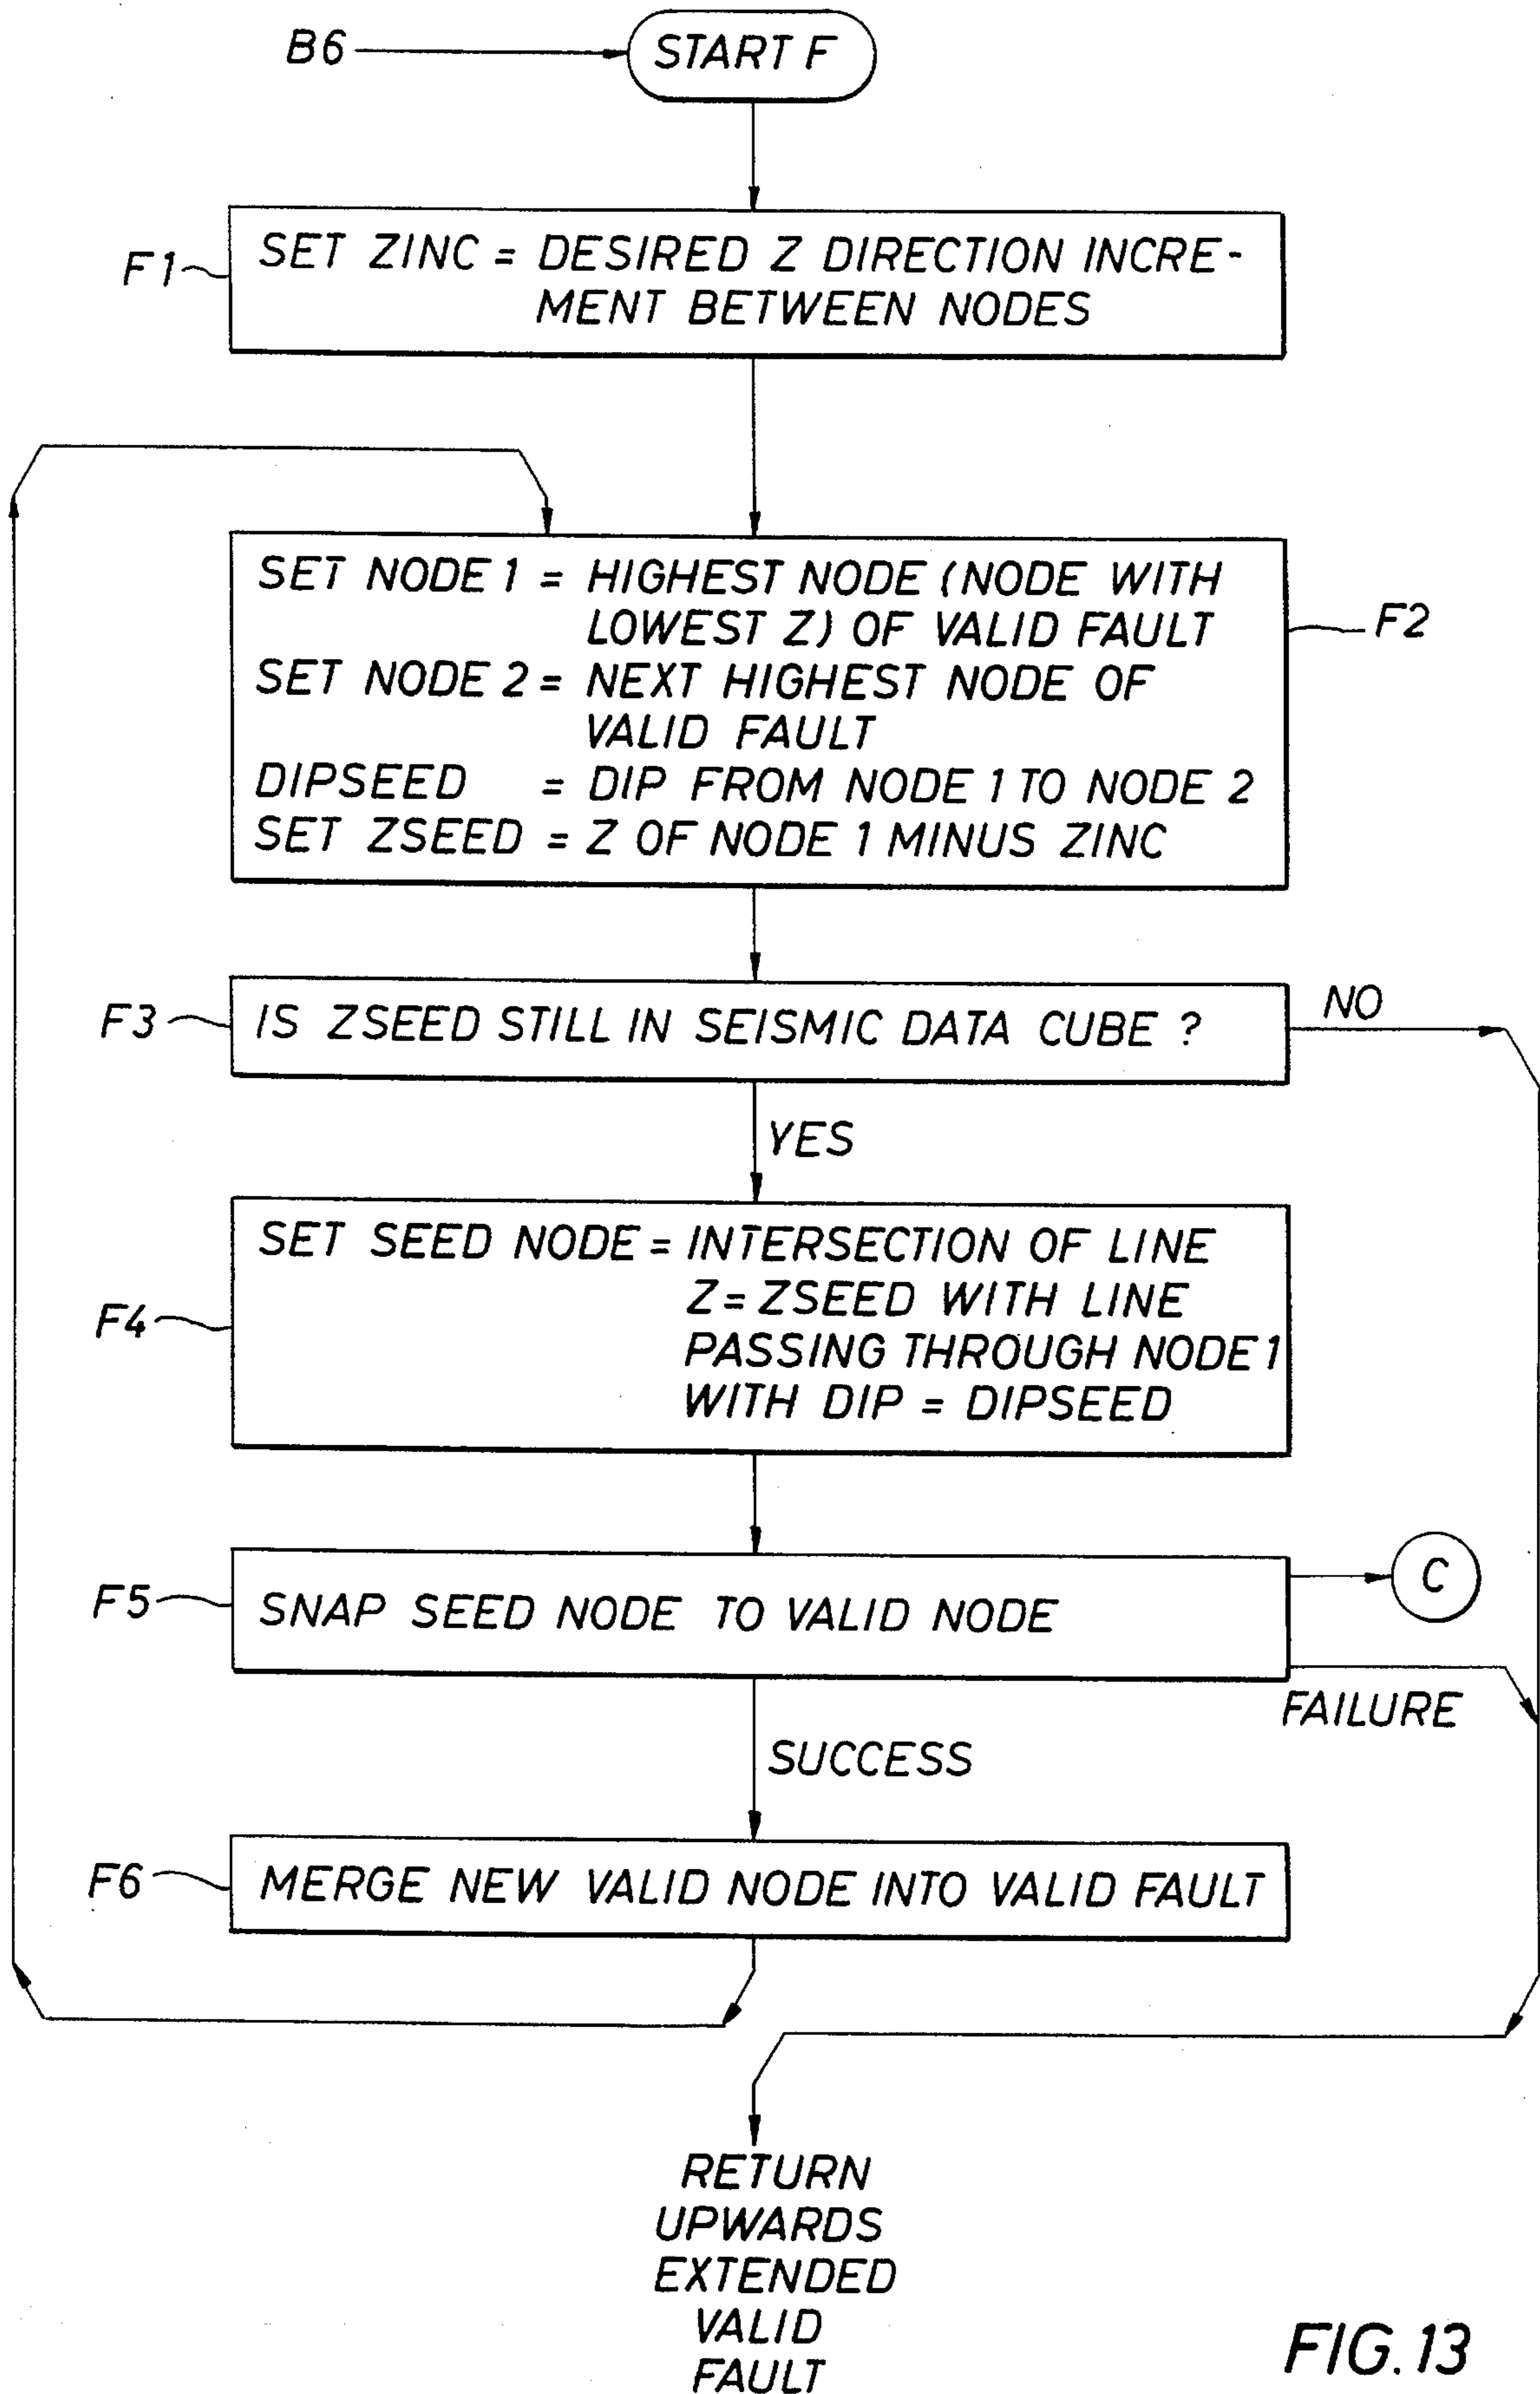 B6
START F
F1
SET ZINC = DESIRED Z DIRECTION INCRE-
MENT BETWEEN NODES
SET NODE 1 = HIGHEST NODE (NODE WITH
LOWEST Z) OF VALID FAULT
F2
SET NODE 2 = NEXT HIGHEST NODE OF
VALID FAULT
DIPSEED = DIP FROM NODE 1 TO NODE 2
SET ZSEED = Z OF NODE 1 MINUS ZINC
F3
IS ZSEED STILL IN SEISMIC DATA CUBE ?
NO
YES
F4
SET SEED NODE = INTERSECTION OF LINE
Z = ZSEED WITH LINE
PASSING THROUGH NODE 1
WITH DIP = DIPSEED
F5
SNAP SEED NODE TO VALID NODE
C
FAILURE
SUCCESS
F6
MERGE NEW VALID NODE INTO VALID FAULT
RETURN
UPWARDS
EXTENDED
VALID
FAULT
FIG. 13